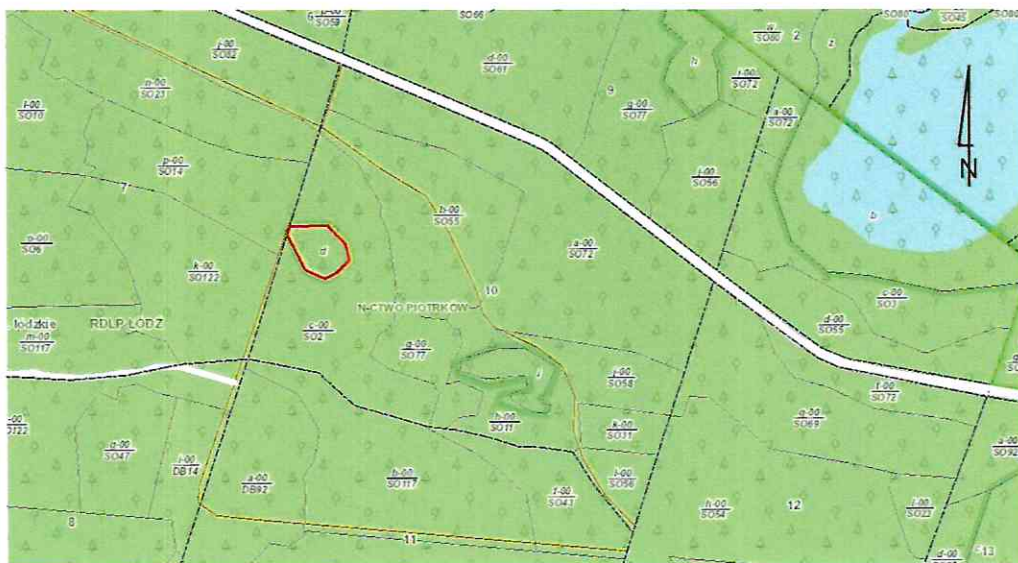 SO66
SO59
SO80
SO45
j-00
SO82
d-00
SO61
SO80
2
z
h
n-00
SO21
SO72
9
l-00
SO10
g-00
SO77
a-00
SO72
p-00
SO14
N
i-00
SO56
7
b-00
SO55
b
o-00
SO6
d
a-00
SO72
k-00
SO122
10
N-CTWO PIOTRKÓW
c-00
SO31
łódzkie
RDLP ŁÓDŹ
m-00
SO117
c-00
SO2
d-00
SO55
g-00
SO77
i
j-00
SO58
f-00
SO72
h-00
SO11
g-00
SO69
SO122
k-00
SO31
g-00
SO47
i-00
DB14
a-00
DB92
b-00
SO117
f-00
SO43
l-00
SO56
a-00
SO92
h-00
SO54
12
i-00
SO23
8
11
13
d-00